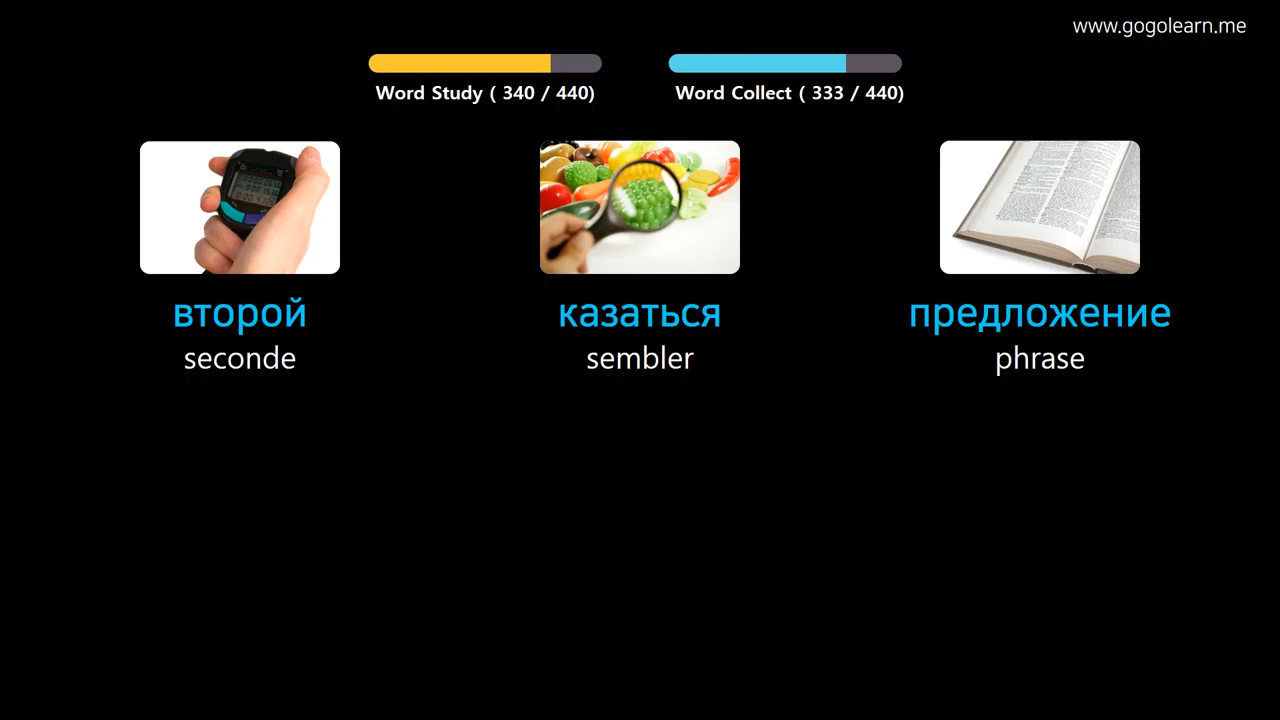 www.gogolearn.me
Word Study ( 340 / 440)
Word Collect ( 333 / 440)
второй
казаться
предложение
seconde
sembler
phrase